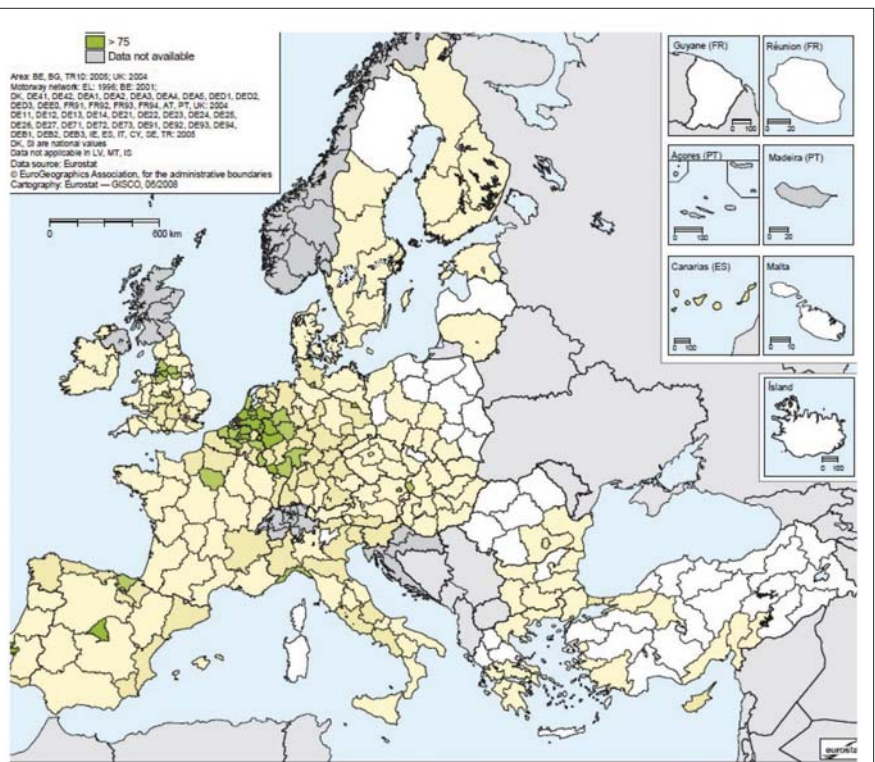 > 75
Data not available
Area: BE, BG, TR10: 2005; UK: 2004
Motorway network: EL: 1996; BE: 2001;
DK, DE41, DE42, DEA1, DEA2, DEA3, DEA4, DEA5, DED1, DED2,
DED3, DEE0, FR91, FR92, FR93, FR94, AT, PT, UK: 2004
DE11, DE12, DE13, DE14, DE21, DE22, DE23, DE24, DE25,
DE26, DE27, DE71, DE72, DE73, DE91, DE92, DE93, DE94,
DEB1, DEB2, DEB3, IE, ES, IT, CY, SE, TR: 2005
DK, SI are national values
Data not applicable in LV, MT, IS
Data source: Eurostat
© EuroGeographics Association, for the administrative boundaries
Cartography: Eurostat — GISCO, 06/2008
0 600 km
Guyane (FR)
0 100
Réunion (FR)
0 20
Açores (PT)
0 100
Madeira (PT)
0 20
Canarias (ES)
0 100
Malta
0 10
Ísland
0 100
eurosta